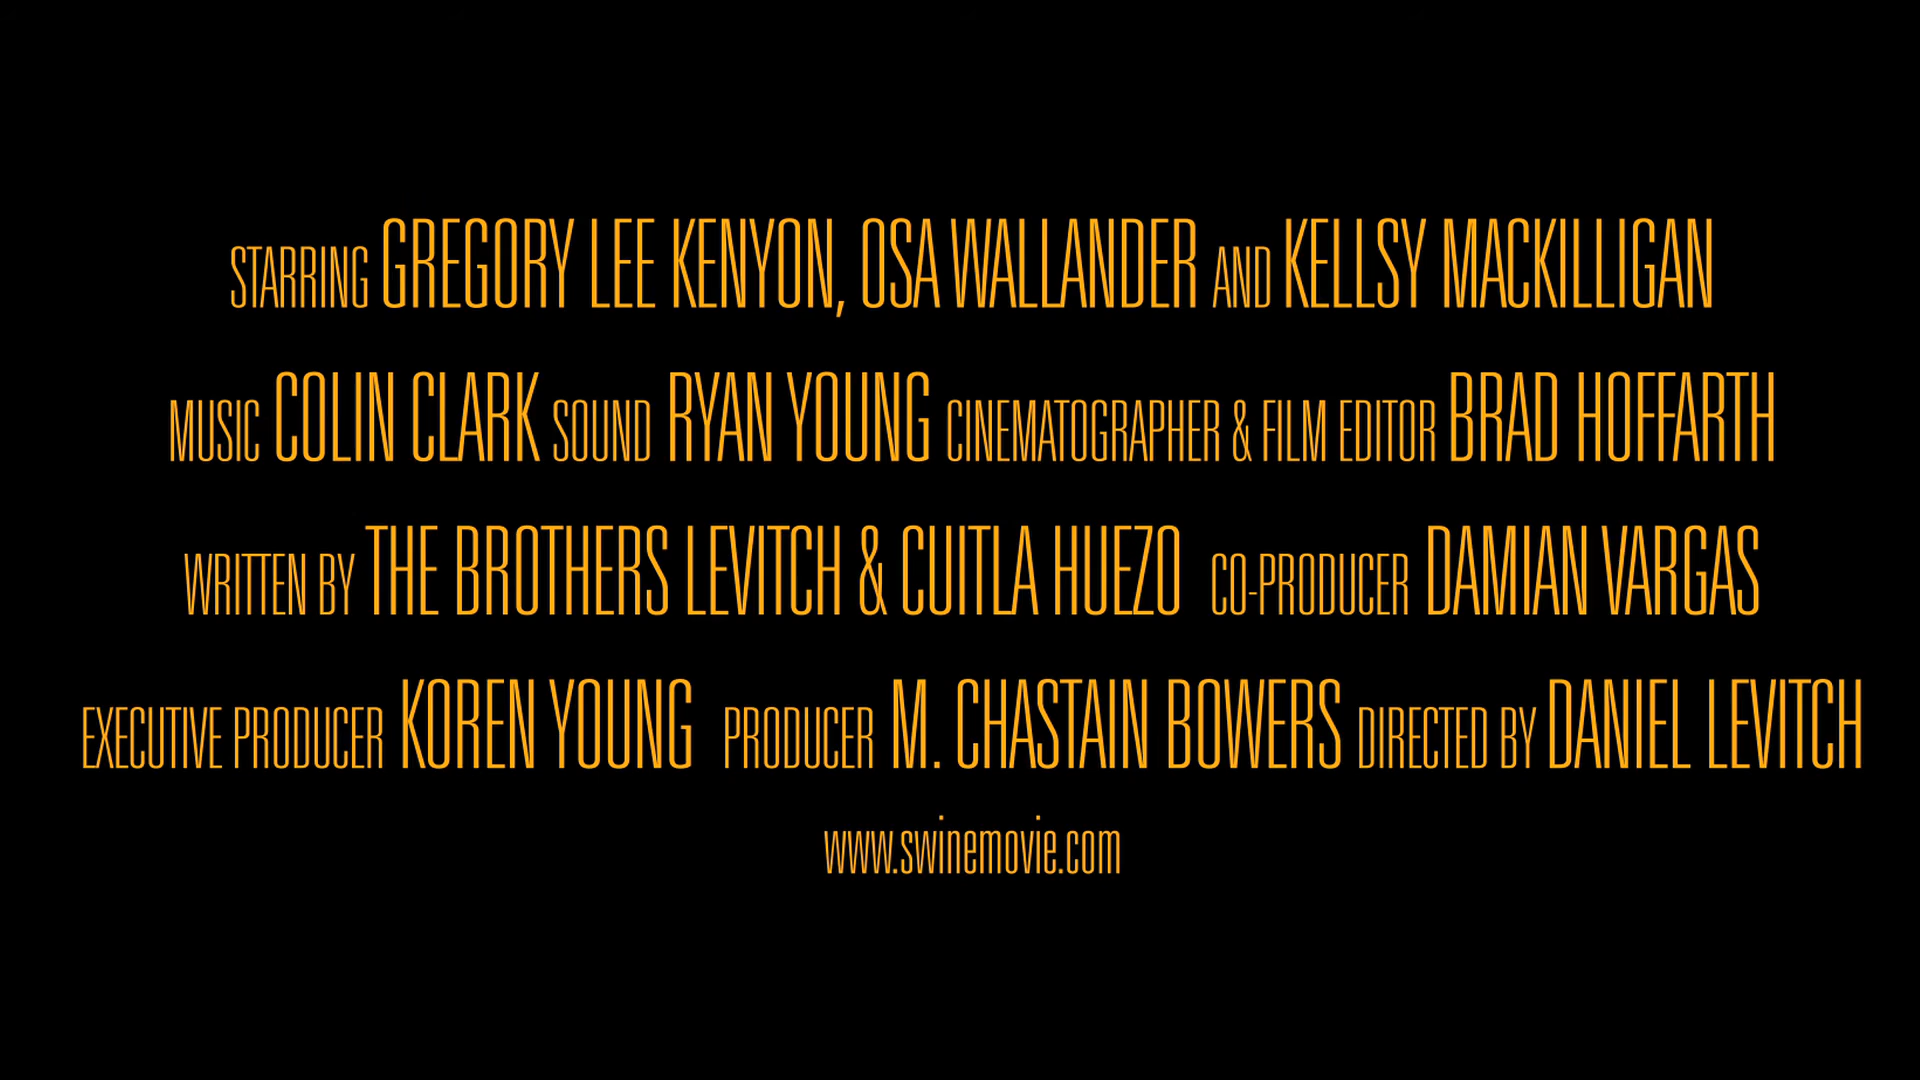 STARRING GREGORY LEE KENYON, OSA WALLANDER AND KELLSY MACKILLIGAN
MUSIC COLIN CLARK SOUND RYAN YOUNG CINEMATOGRAPHER & FILM EDITOR BRAD HOFFARTH
WRITTEN BY THE BROTHERS LEVITCH & CUITLA HUEZO CO-PRODUCER DAMIAN VARGAS
EXECUTIVE PRODUCER KOREN YOUNG PRODUCER M. CHASTAIN BOWERS DIRECTED BY DANIEL LEVITCH
www.swinemovie.com